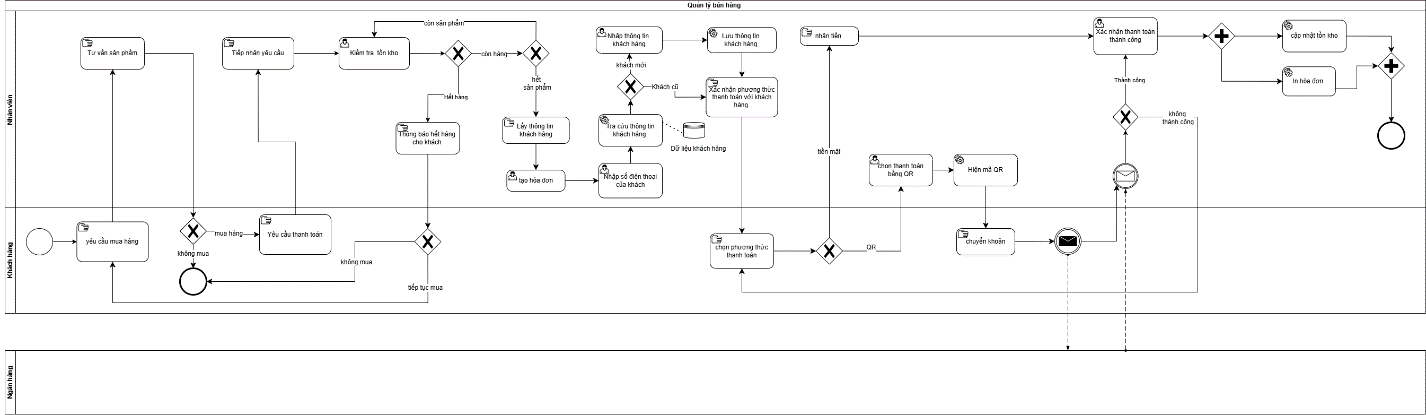 Quản lý bán hàng
Nhân viên
Tư vấn sản phẩm
Tiếp nhận yêu cầu
còn sản phẩm
Kiểm tra tồn kho
còn hàng
Hết hàng
hết
sản phẩm
Thông báo hết hàng
cho khách
Lấy thông tin
khách hàng
tạo hóa đơn
Nhập số điện thoại
của khách
Tra cứu thông tin
khách hàng
Dữ liệu khách hàng
khách mới
Khách cũ
Nhập thông tin
khách hàng
Lưu thông tin
khách hàng
Xác nhận phương thức
thanh toán với khách
hàng
nhận tiền
tiền mặt
chọn thanh toán
bằng QR
Hiện mã QR
Xác nhận thanh toán
thành công
Thành công
không
thành công
cập nhật tồn kho
In hóa đơn
Khách hàng
yêu cầu mua hàng
mua hàng
không mua
Yêu cầu thanh toán
không mua
tiếp tục mua
chọn phương thức
thanh toán
QR
chuyển khoản
Ngân hàng